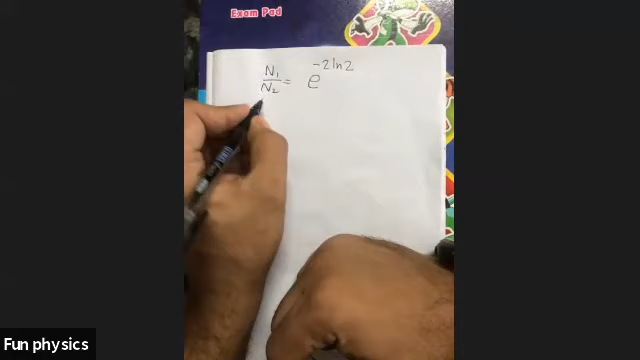 Exam Pad
N₁/N₂ = e^(-2ln2)
Fun physics